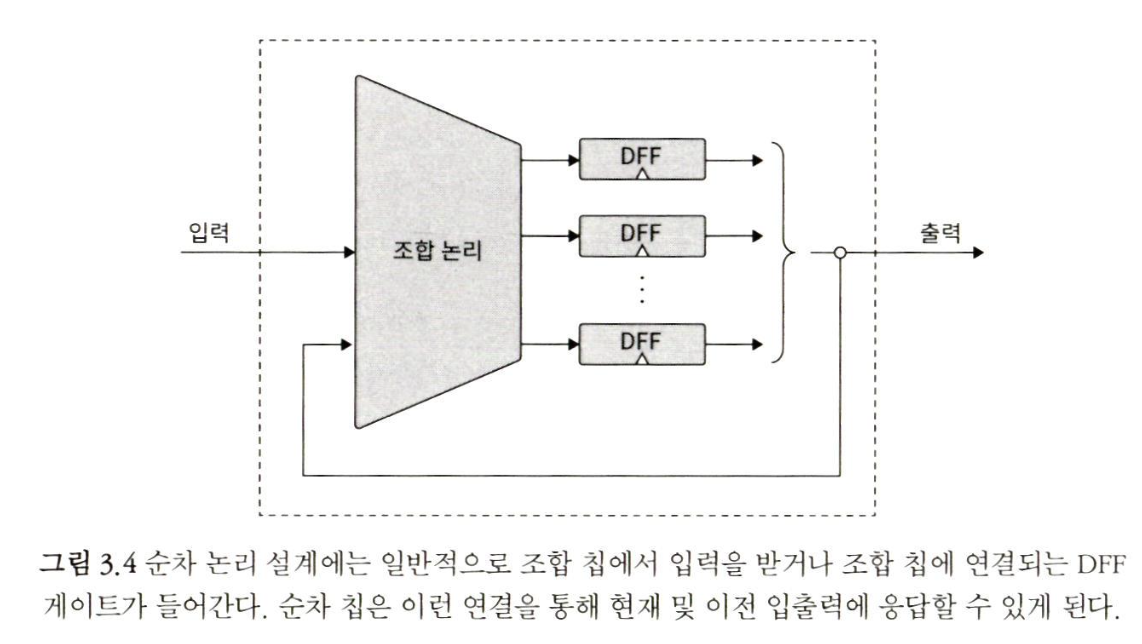 입력
조합 논리
DFF
DFF
DFF
출력
그림 3.4 순차 논리 설계에는 일반적으로 조합 칩에서 입력을 받거나 조합 칩에 연결되는 DFF
게이트가 들어간다. 순차 칩은 이런 연결을 통해 현재 및 이전 입출력에 응답할 수 있게 된다.